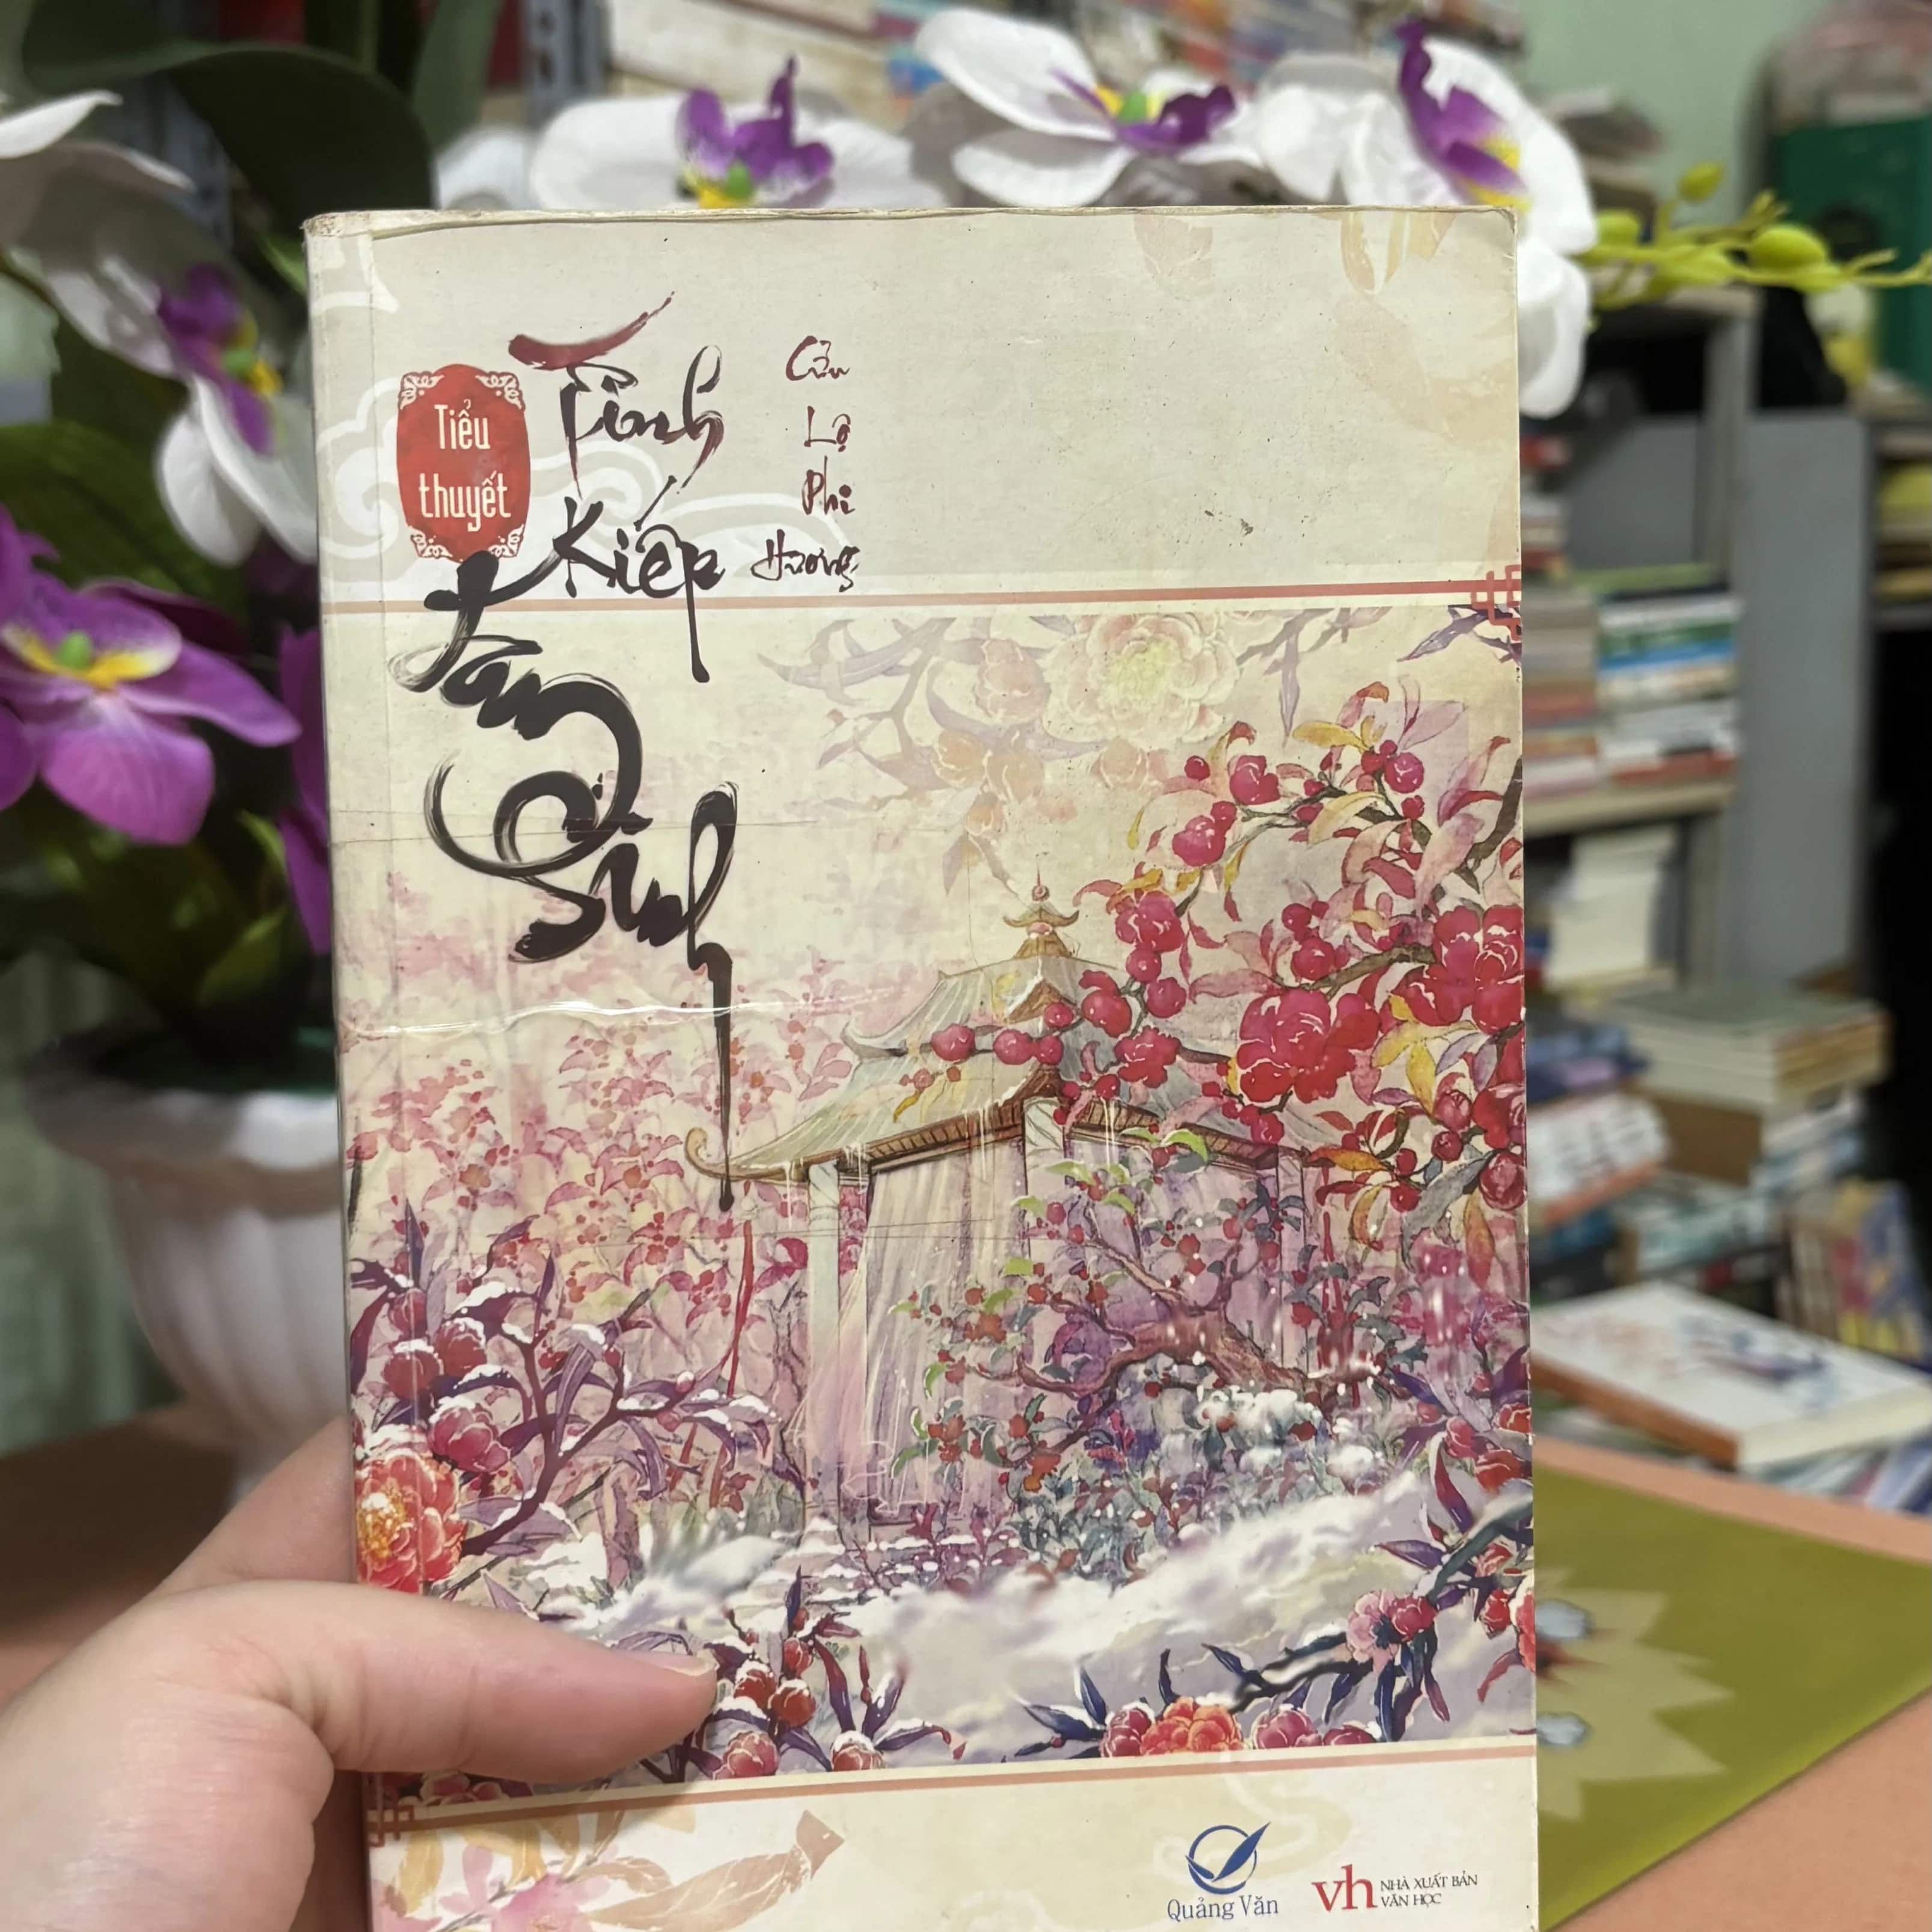 Tiểu
thuyết
Tình
Kiếp
Tam
Sinh
Cửu
Lộ
Phi
Hương
Quảng Văn
vh NHÀ XUẤT BẢN
VĂN HỌC